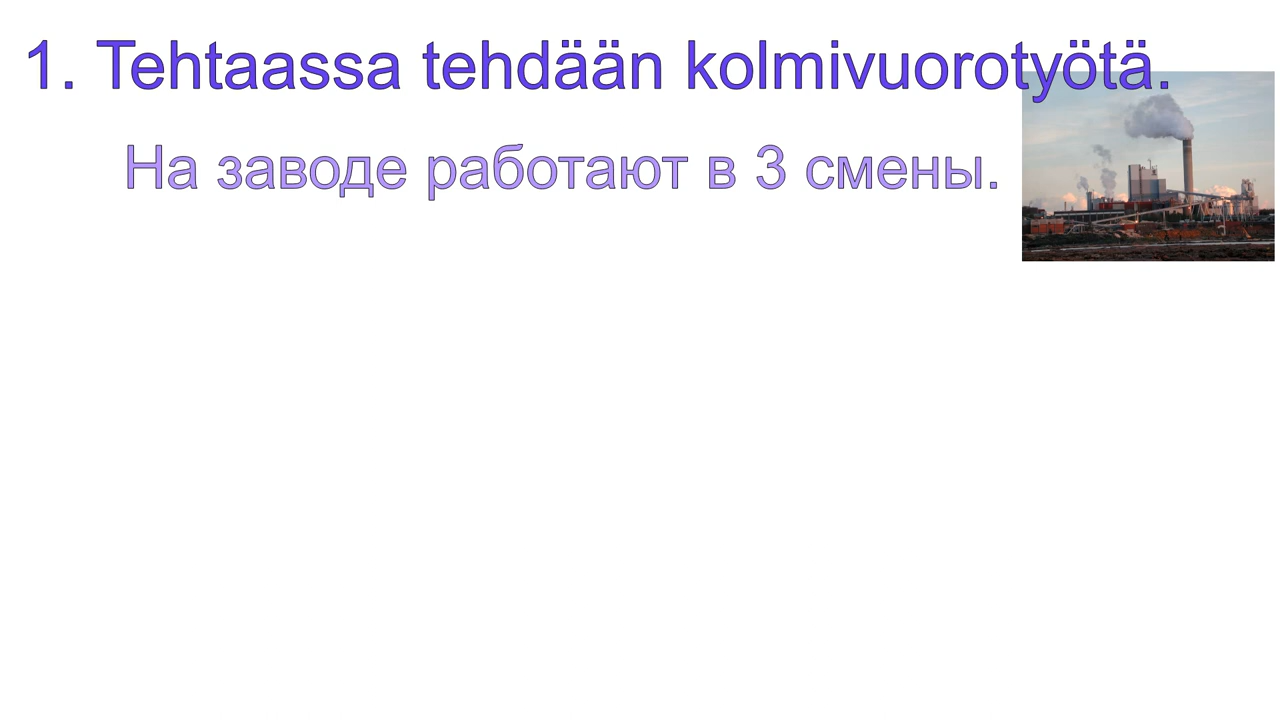 1. Tehtaassa tehdään kolmivuorotyötä.
На заводе работают в 3 смены.